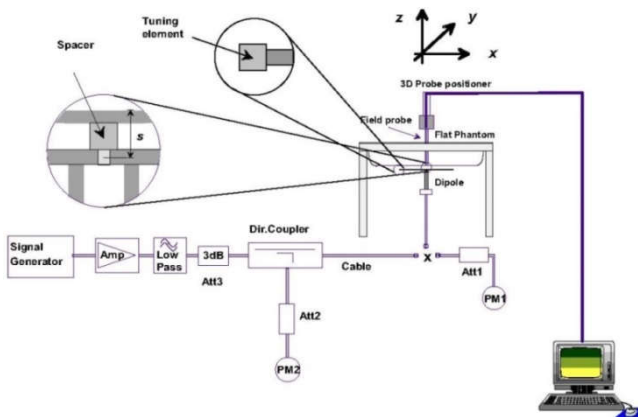 Tuning
element
Spacer
s
z
y
x
3D Probe positioner
Field probe
Flat Phantom
Dipole
Signal
Generator
Amp
Low
Pass
3dB
Att3
Dir.Coupler
Cable
x
Att1
PM1
Att2
PM2